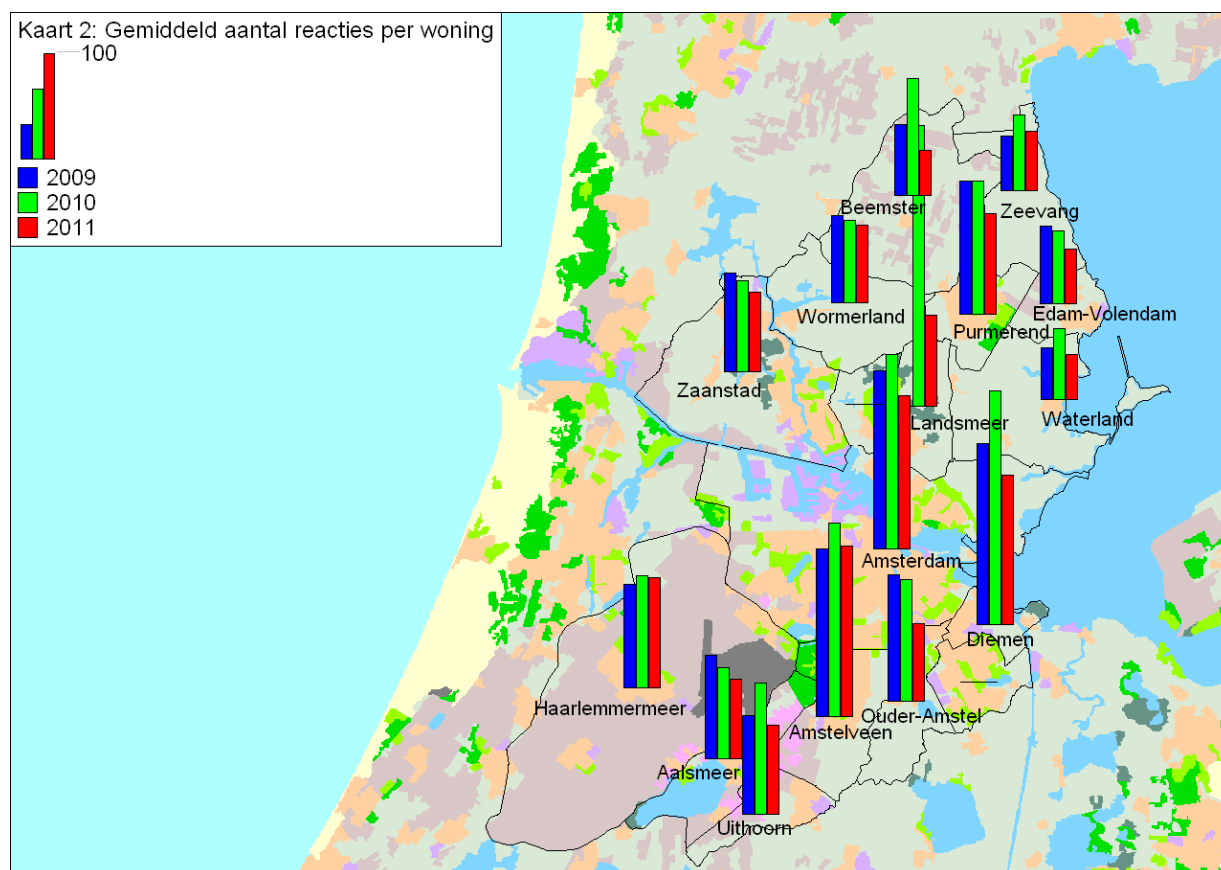 Kaart 2: Gemiddeld aantal reacties per woning
100
2009
2010
2011
Beemster
Zeevang
Wormerland
Edam-Volendam
Purmerend
Zaanstad
Landsmeer
Waterland
Amsterdam
Diemen
Haarlemmermeer
Ouder-Amstel
Amstelveen
Aalsmeer
Uithoorn